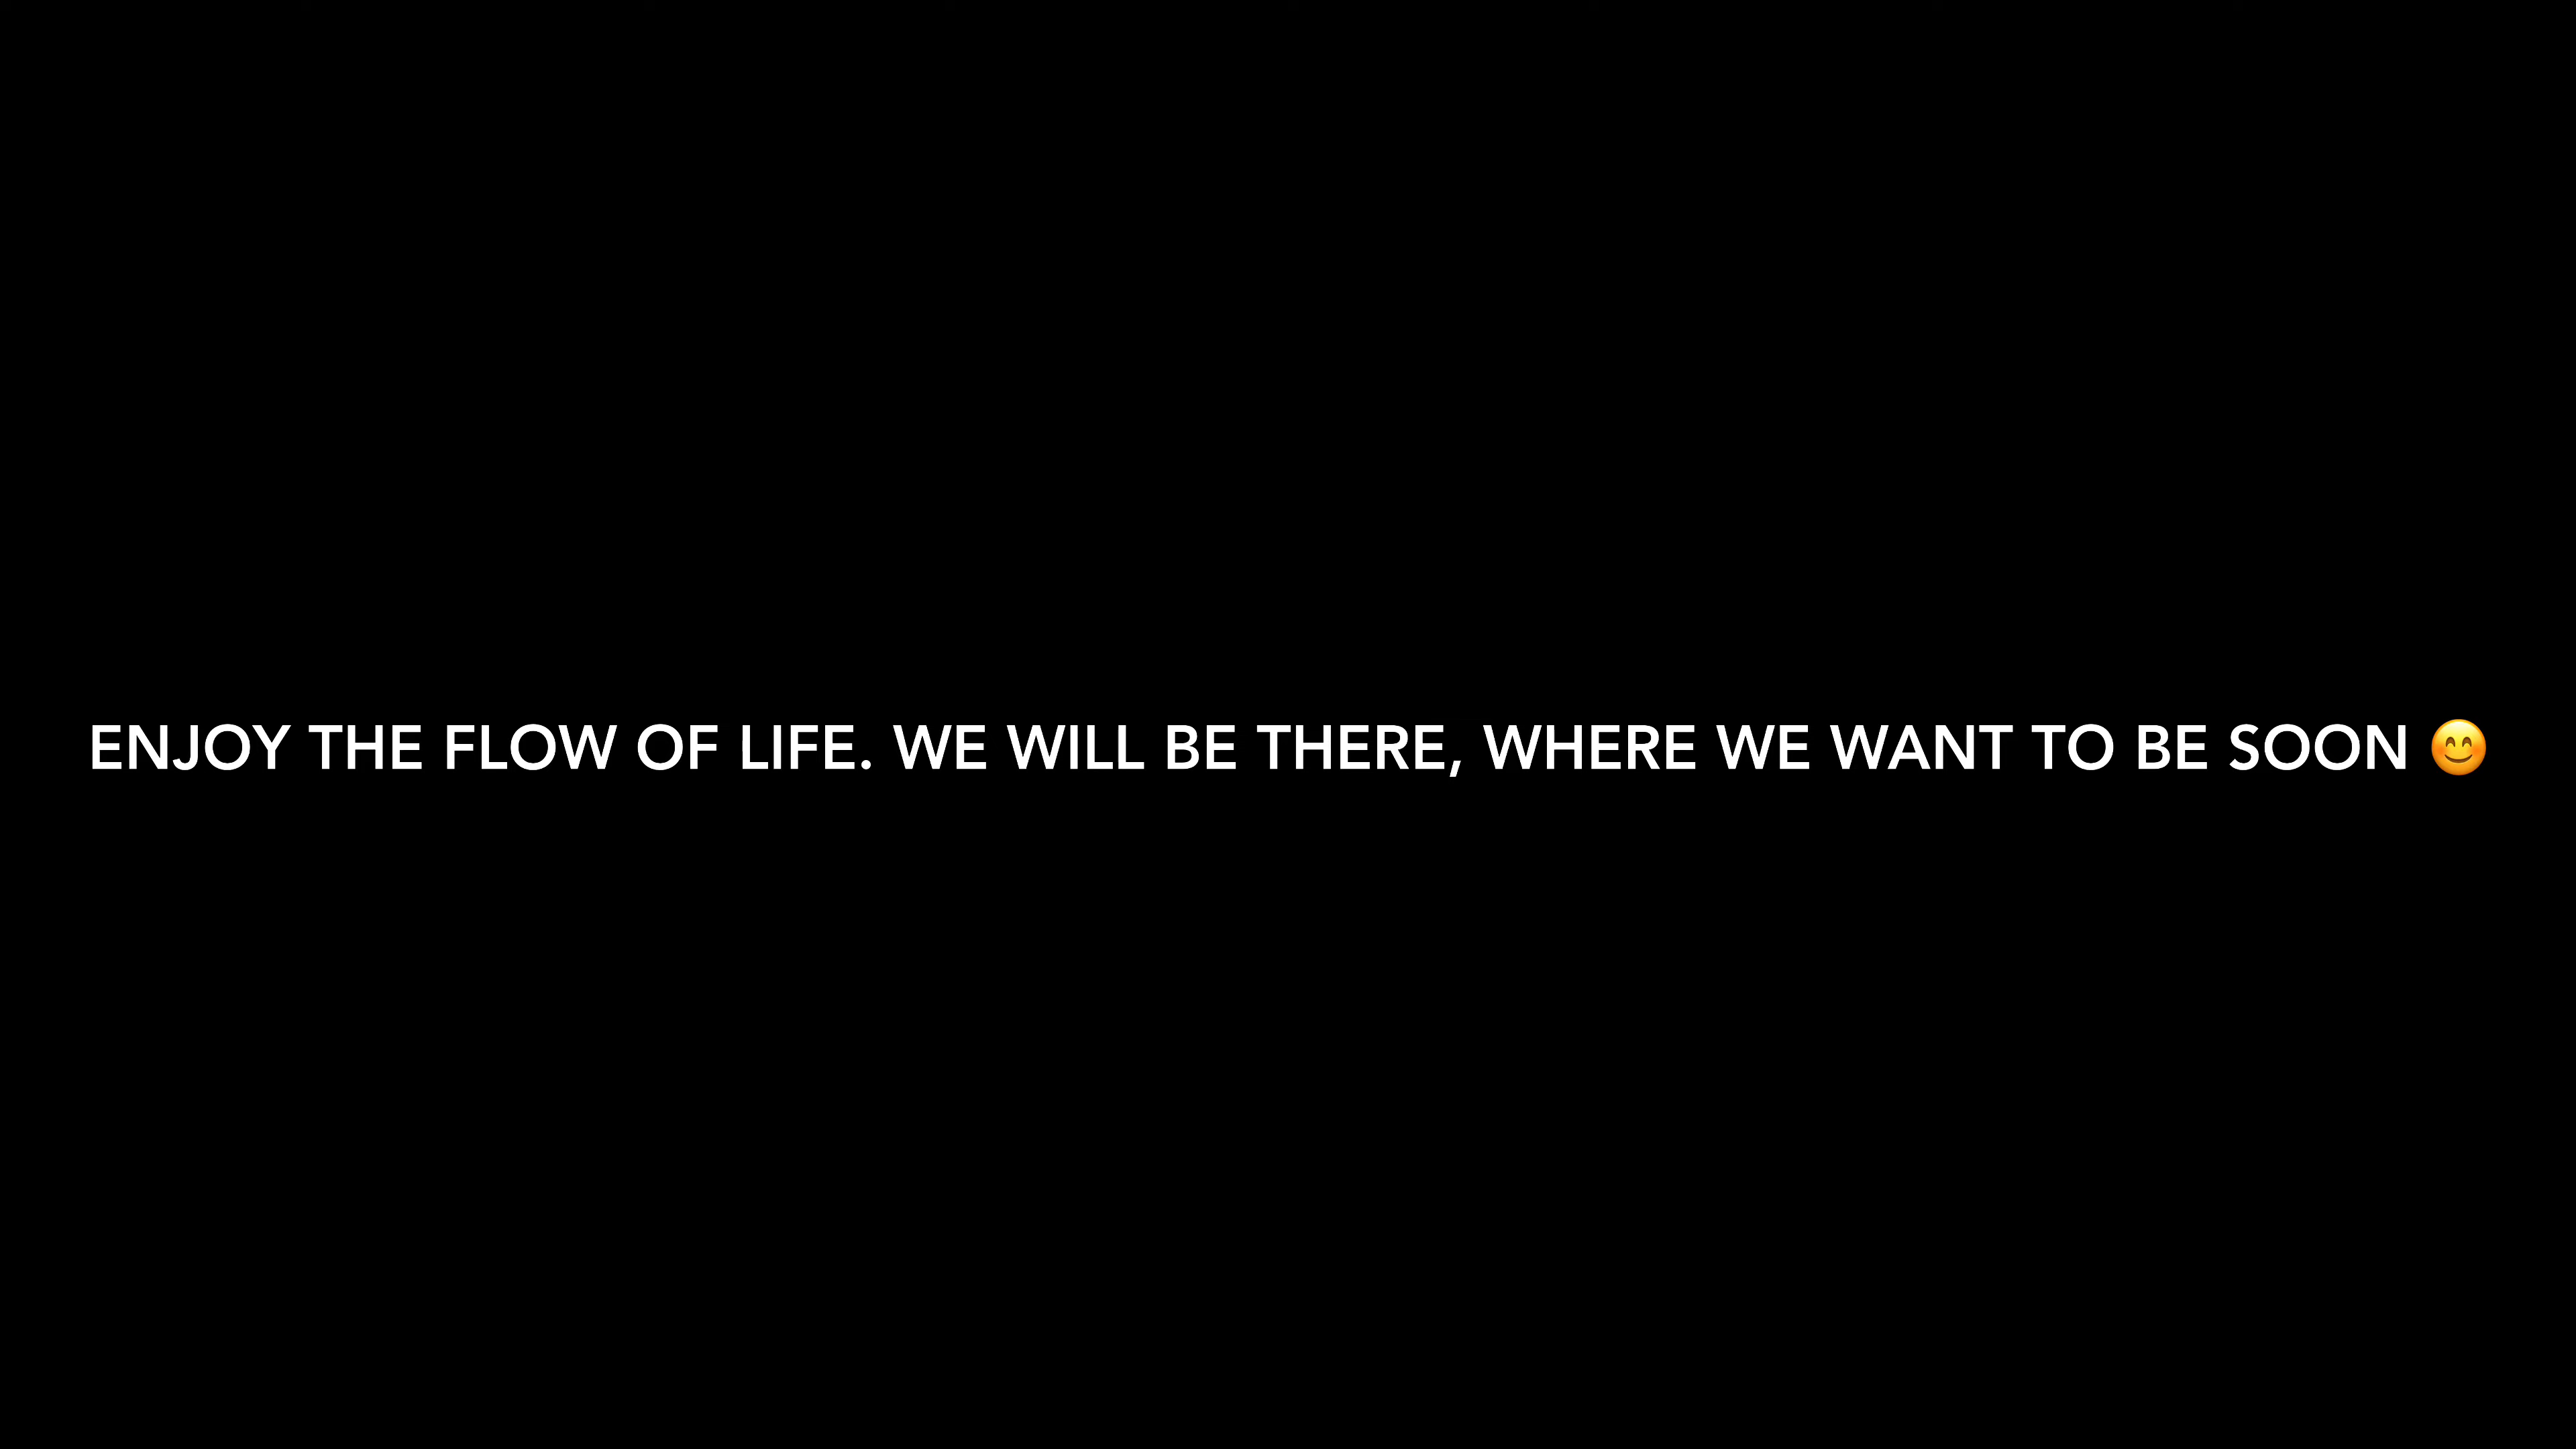 ENJOY THE FLOW OF LIFE. WE WILL BE THERE, WHERE WE WANT TO BE SOON 😊